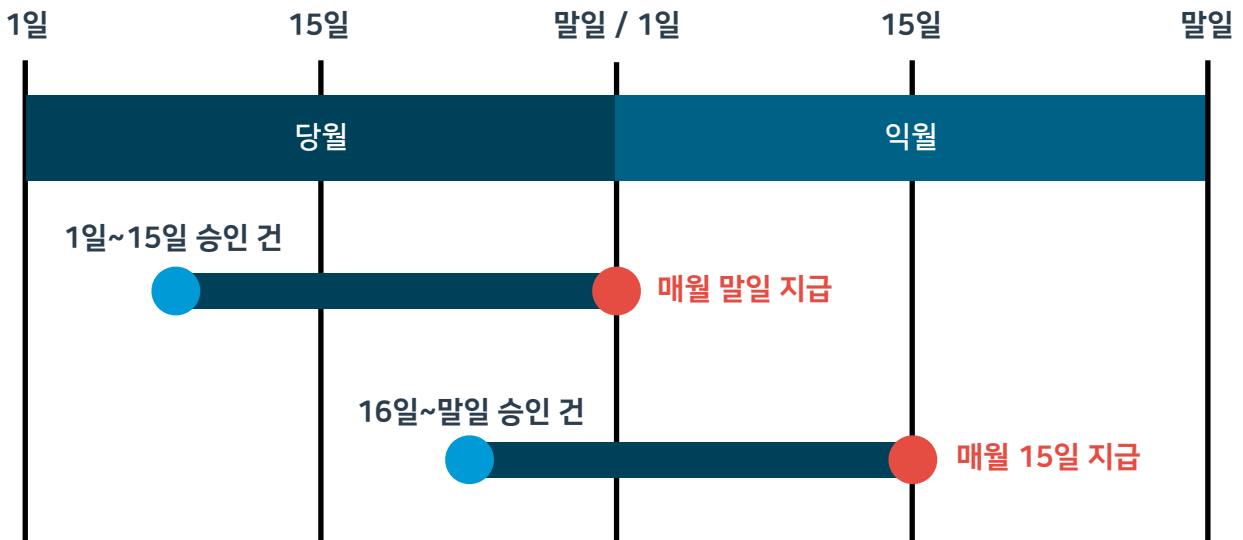 1일
15일
말일 / 1일
15일
말일
당월
익월
1일~15일 승인 건
매월 말일 지급
16일~말일 승인 건
매월 15일 지급